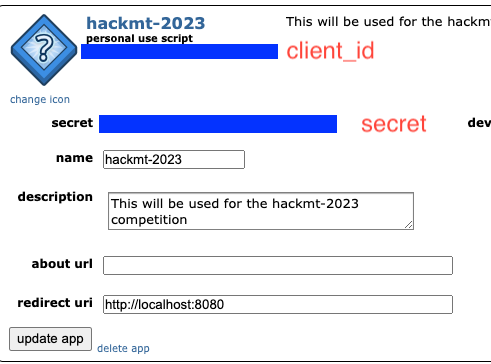 hackmt-2023
This will be used for the hackm
personal use script
client_id
change icon
secret
secret
dev
name
hackmt-2023
description
This will be used for the hackmt-2023
competition
about url
redirect uri
http://localhost:8080
update app
delete app